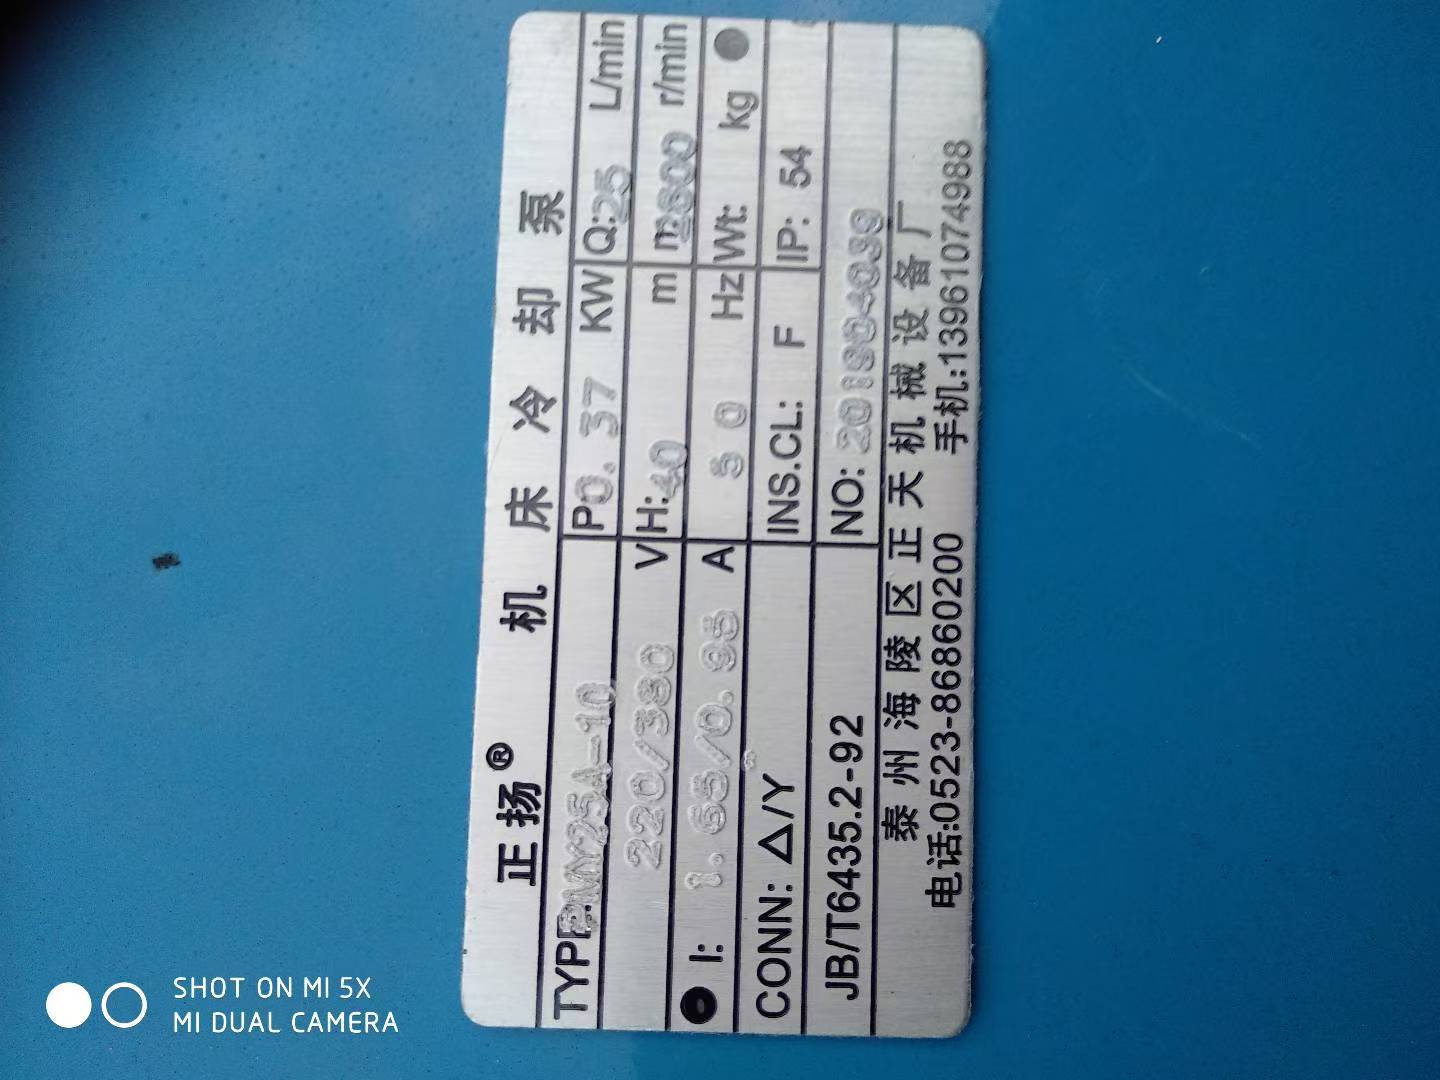 正扬® 机床冷却泵
TYPE:PMY25A-10 P0.37 KW Q:25 L/min
220/380 V H:40 m n:2800 r/min
I: 1.65/0.95 A 50 Hz Wt: kg
CONN: △/Y INS.CL: F IP: 54
JB/T6435.2-92 NO:
泰州海陵区正天机械设备厂
电话:0523-86860200 手机:13961074988
SHOT ON MI 5X
MI DUAL CAMERA